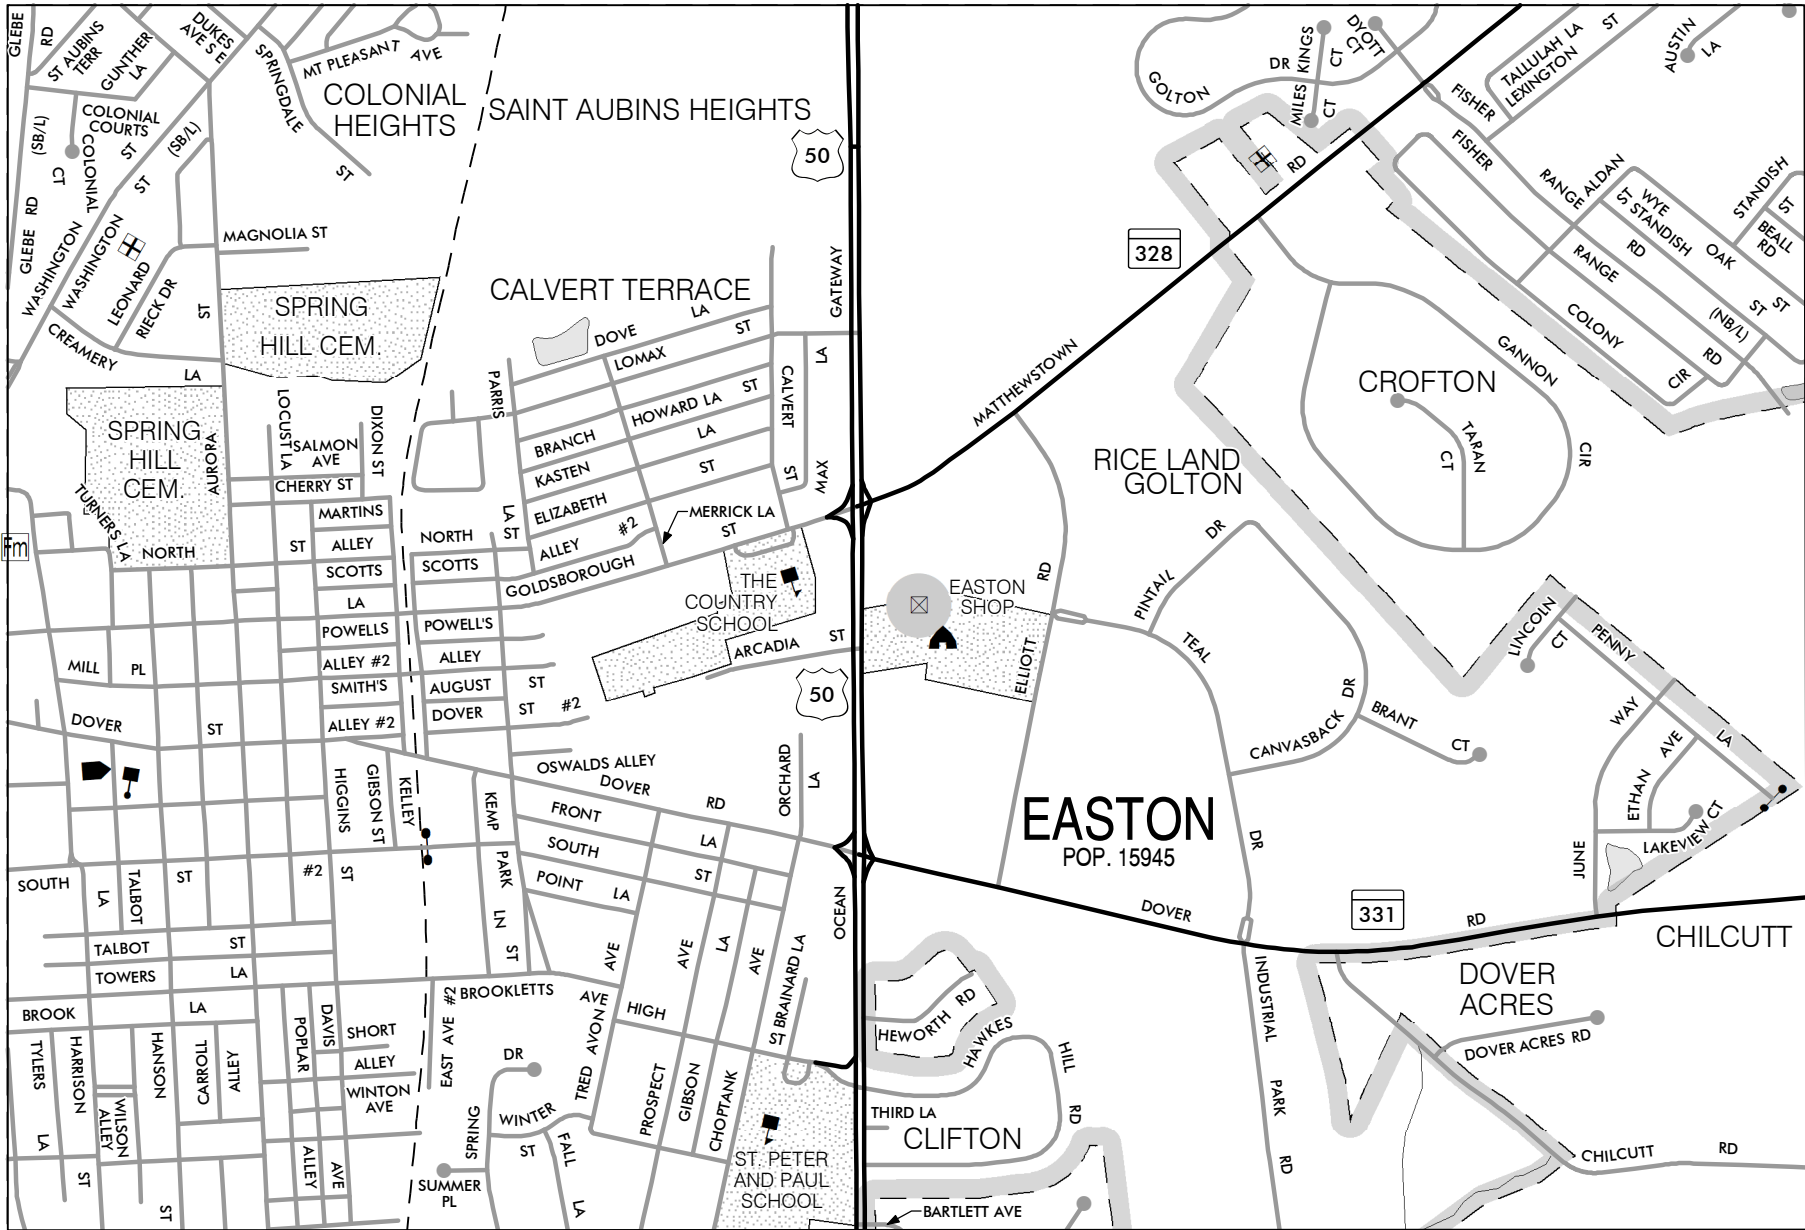 GLEBE
RD
ST AUBINS
TERR
GUNTHER
LA
DUKES
AVE S E
SPRINGDALE
ST
MT PLEASANT
AVE
COLONIAL
HEIGHTS
SAINT AUBINS HEIGHTS
50
(SB/L)
CT
COLONIAL
COURTS
COLONIAL
ST
(SB/L)
ST
GLEBE RD
WASHINGTON
WASHINGTON
LEONARD
RIECK DR
ST
MAGNOLIA ST
CREAMERY
LA
SPRING
HILL CEM.
CALVERT TERRACE
GATEWAY
DOVE
LA
ST
LOMAX
LA
PARRIS
HOWARD LA
ST
CALVERT
BRANCH
LA
KASTEN
ST
ST
MAX
ELIZABETH
LA
ST
ALLEY
#2
MERRICK LA
ST
GOLDSBOROUGH
SPRING
HILL
CEM.
AURORA
TURNERS LA
Fm
NORTH
LOCUST LA
SALMON
AVE
DIXON ST
CHERRY ST
MARTINS
ST
ALLEY
NORTH
SCOTTS
SCOTTS
LA
POWELLS
POWELL'S
ALLEY #2
ALLEY
SMITH'S
AUGUST
ST
ALLEY #2
DOVER
ST
#2
MILL
PL
DOVER
ST
THE
COUNTRY
SCHOOL
ARCADIA
ST
50
OSWALDS ALLEY
DOVER
RD
ORCHARD
LA
HIGGINS
GIBSON ST
KELLEY
KEMP
FRONT
LA
SOUTH
ST
POINT
LA
PARK
LN
ST
SOUTH
LA
TALBOT
ST
#2
ST
TALBOT
ST
TOWERS
LA
BROOK
LA
OCEAN
AVE
AVE
LA
AVE
BRAINARD LA
ST
EAST AVE #2
BROOKLETTS
AVE
HIGH
TRED AVON
POPLAR
DAVIS
SHORT
ALLEY
WINTON
AVE
TYLERS
LA
HARRISON
ST
HANSON
ST
CARROLL
ALLEY
WILSON
ALLEY
ALLEY
AVE
DR
SPRING
WINTER
ST
FALL
LA
SUMMER
PL
PROSPECT
GIBSON
CHOPTANK
ST. PETER
AND PAUL
SCHOOL
GOLTON
DR
MILES
CT
KINGS
CT
DYOTT
CT
RD
FISHER
FISHER
TALLULAH LA
LEXINGTON
ST
AUSTIN
LA
RANGE
ALDAN
ST
WYE
OAK
ST
STANDISH
RD
ST
STANDISH
ST
BEALL
RD
RANGE
RD
(NB/L)
COLONY
CIR
328
MATTHEWSTOWN
CROFTON
GANNON
CIR
TARAN
CT
RICE LAND
GOLTON
EASTON
SHOP
ELLIOTT
RD
PINTAIL
DR
TEAL
DR
CANVASBACK
DR
BRANT
CT
LINCOLN
CT
PENNY
LA
WAY
JUNE
ETHAN
AVE
LAKEVIEW CT
EASTON
POP. 15945
DOVER
RD
331
CHILCUTT
DOVER
ACRES
DOVER ACRES RD
CHILCUTT
RD
INDUSTRIAL
PARK
RD
HEWORTH
RD
HAWKES
HILL
RD
THIRD LA
CLIFTON
BARTLETT AVE